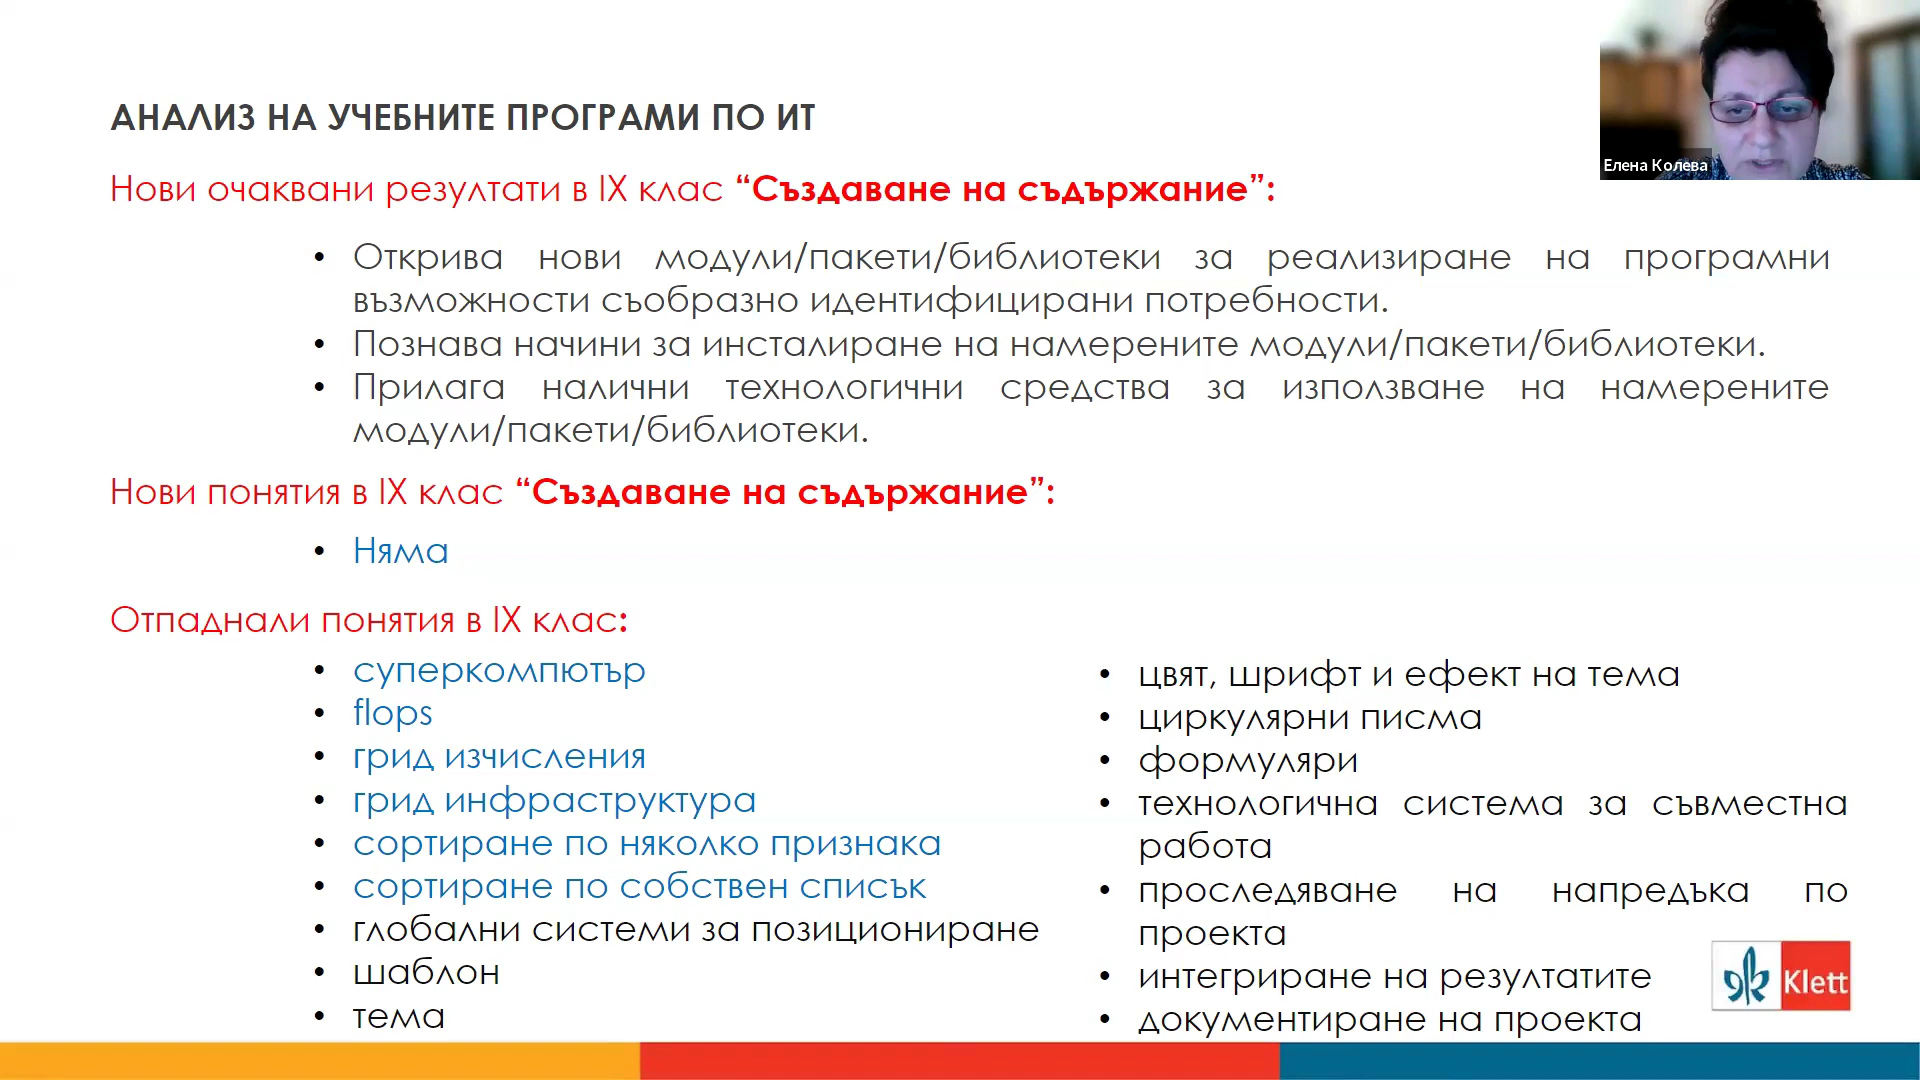 АНАЛИЗ НА УЧЕБНИТЕ ПРОГРАМИ ПО ИТ
Елена Колева
Нови очаквани резултати в IX клас “Създаване на съдържание”:
• Открива нови модули/пакети/библиотеки за реализиране на програмни
възможности съобразно идентифицирани потребности.
• Познава начини за инсталиране на намерените модули/пакети/библиотеки.
• Прилага налични технологични средства за използване на намерените
модули/пакети/библиотеки.
Нови понятия в IX клас “Създаване на съдържание”:
• Няма
Отпаднали понятия в IX клас:
• суперкомпютър
• flops
• грид изчисления
• грид инфраструктура
• сортиране по няколко признака
• сортиране по собствен списък
• глобални системи за позициониране
• шаблон
• тема
• цвят, шрифт и ефект на тема
• циркулярни писма
• формуляри
• технологична система за съвместна
работа
• проследяване на напредъка по
проекта
• интегриране на резултатите
• документиране на проекта
Klett